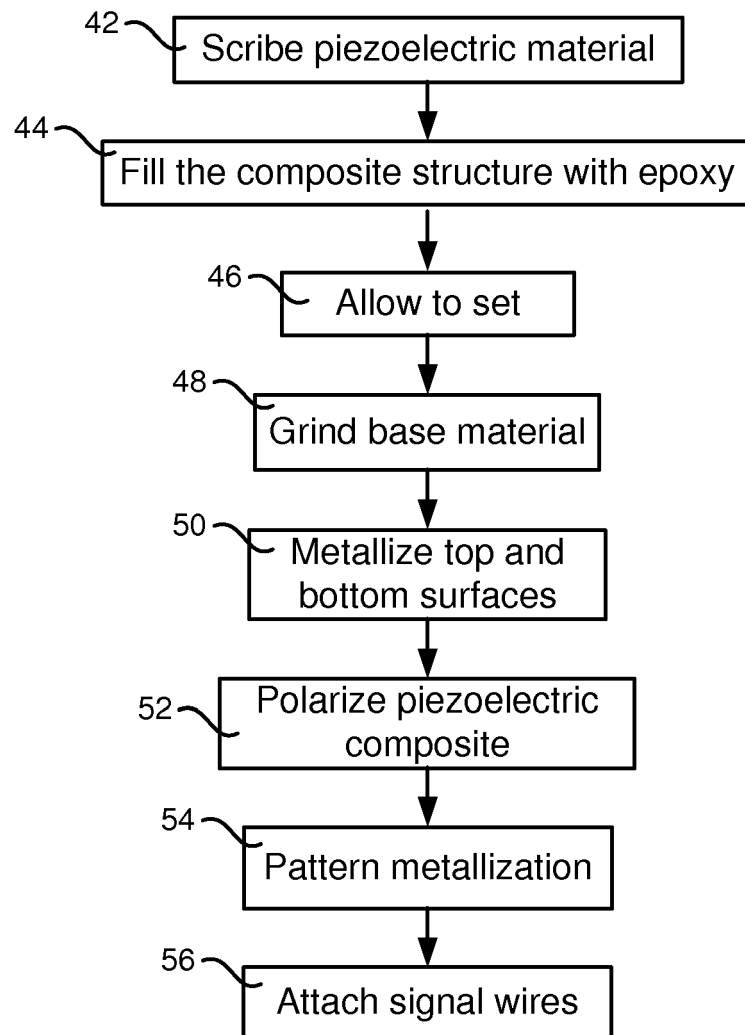 42
Scribe piezoelectric material
44
Fill the composite structure with epoxy
46
Allow to set
48
Grind base material
50
Metallize top and
bottom surfaces
52
Polarize piezoelectric
composite
54
Pattern metallization
56
Attach signal wires